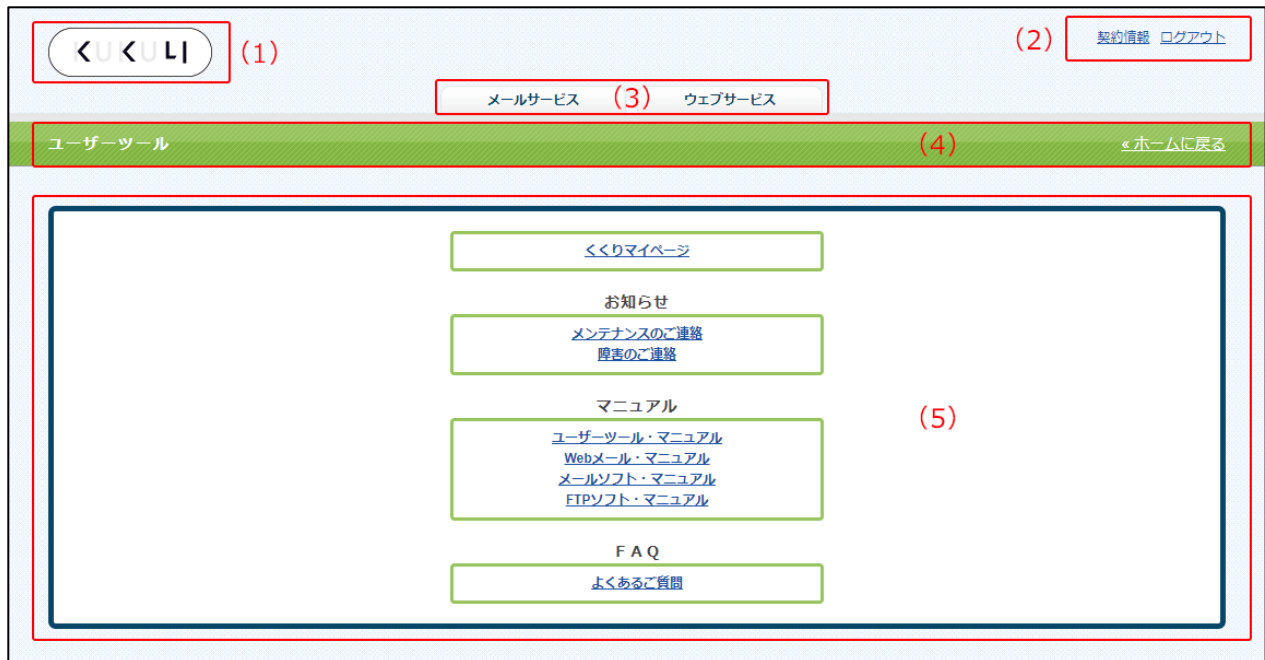 KUKULI
(1)
(2)
契約情報 ログアウト
メールサービス (3) ウェブサービス
ユーザーツール (4) «ホームに戻る
くくりマイページ
お知らせ
メンテナンスのご連絡
障害のご連絡
マニュアル
(5)
ユーザーツール・マニュアル
Webメール・マニュアル
メールソフト・マニュアル
FTPソフト・マニュアル
ＦＡＱ
よくあるご質問